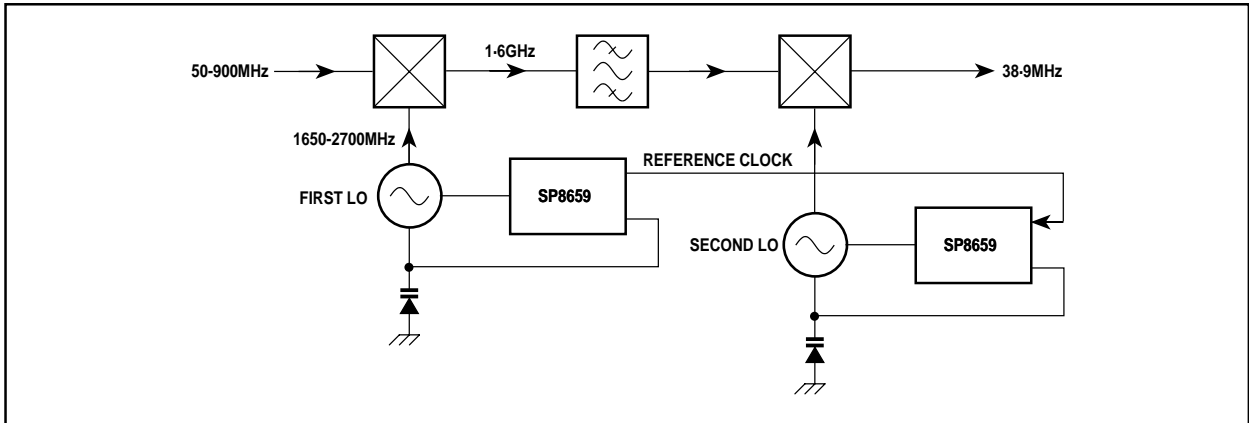 1·6GHz
50-900MHz
38·9MHz
1650-2700MHz
REFERENCE CLOCK
FIRST LO
SP8659
SECOND LO
SP8659